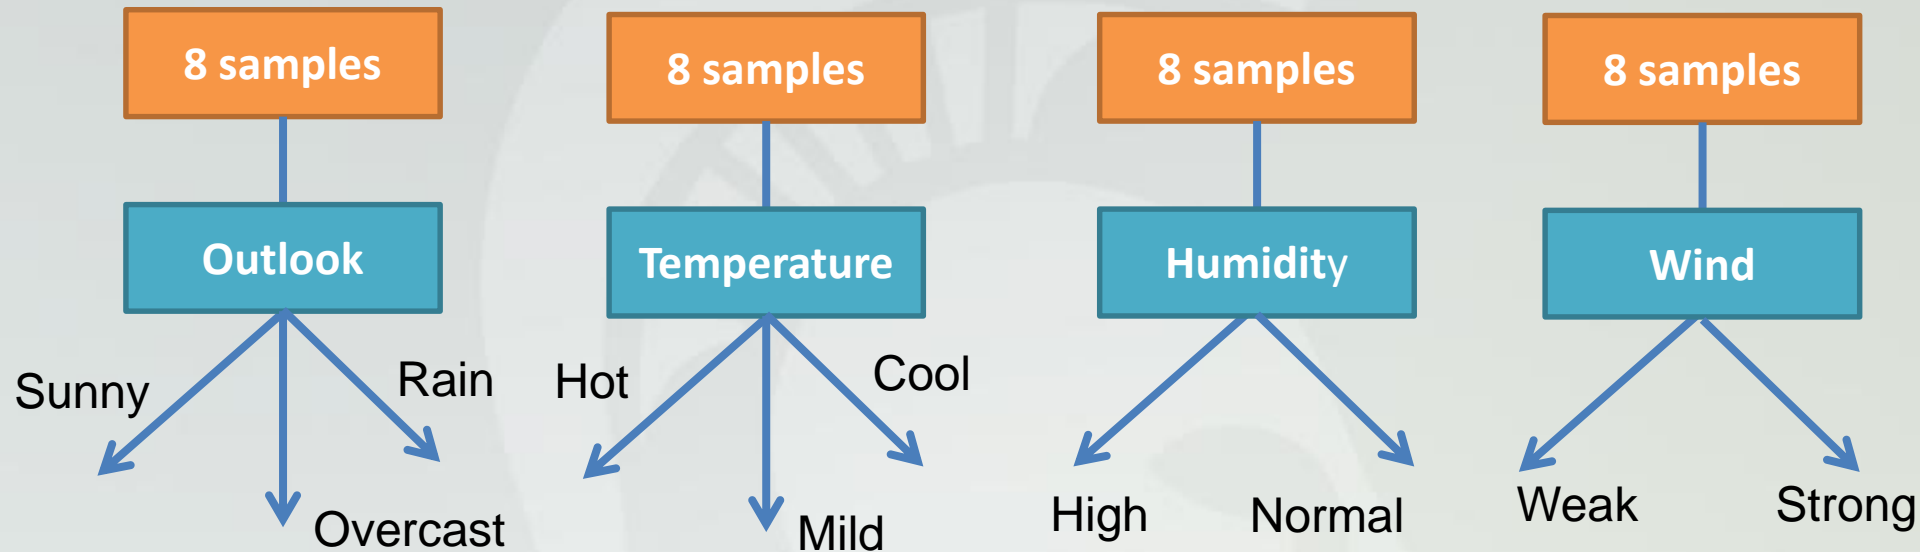 8 samples
Outlook
Sunny
Rain
Overcast
8 samples
Temperature
Hot
Cool
Mild
8 samples
Humidity
High
Normal
8 samples
Wind
Weak
Strong